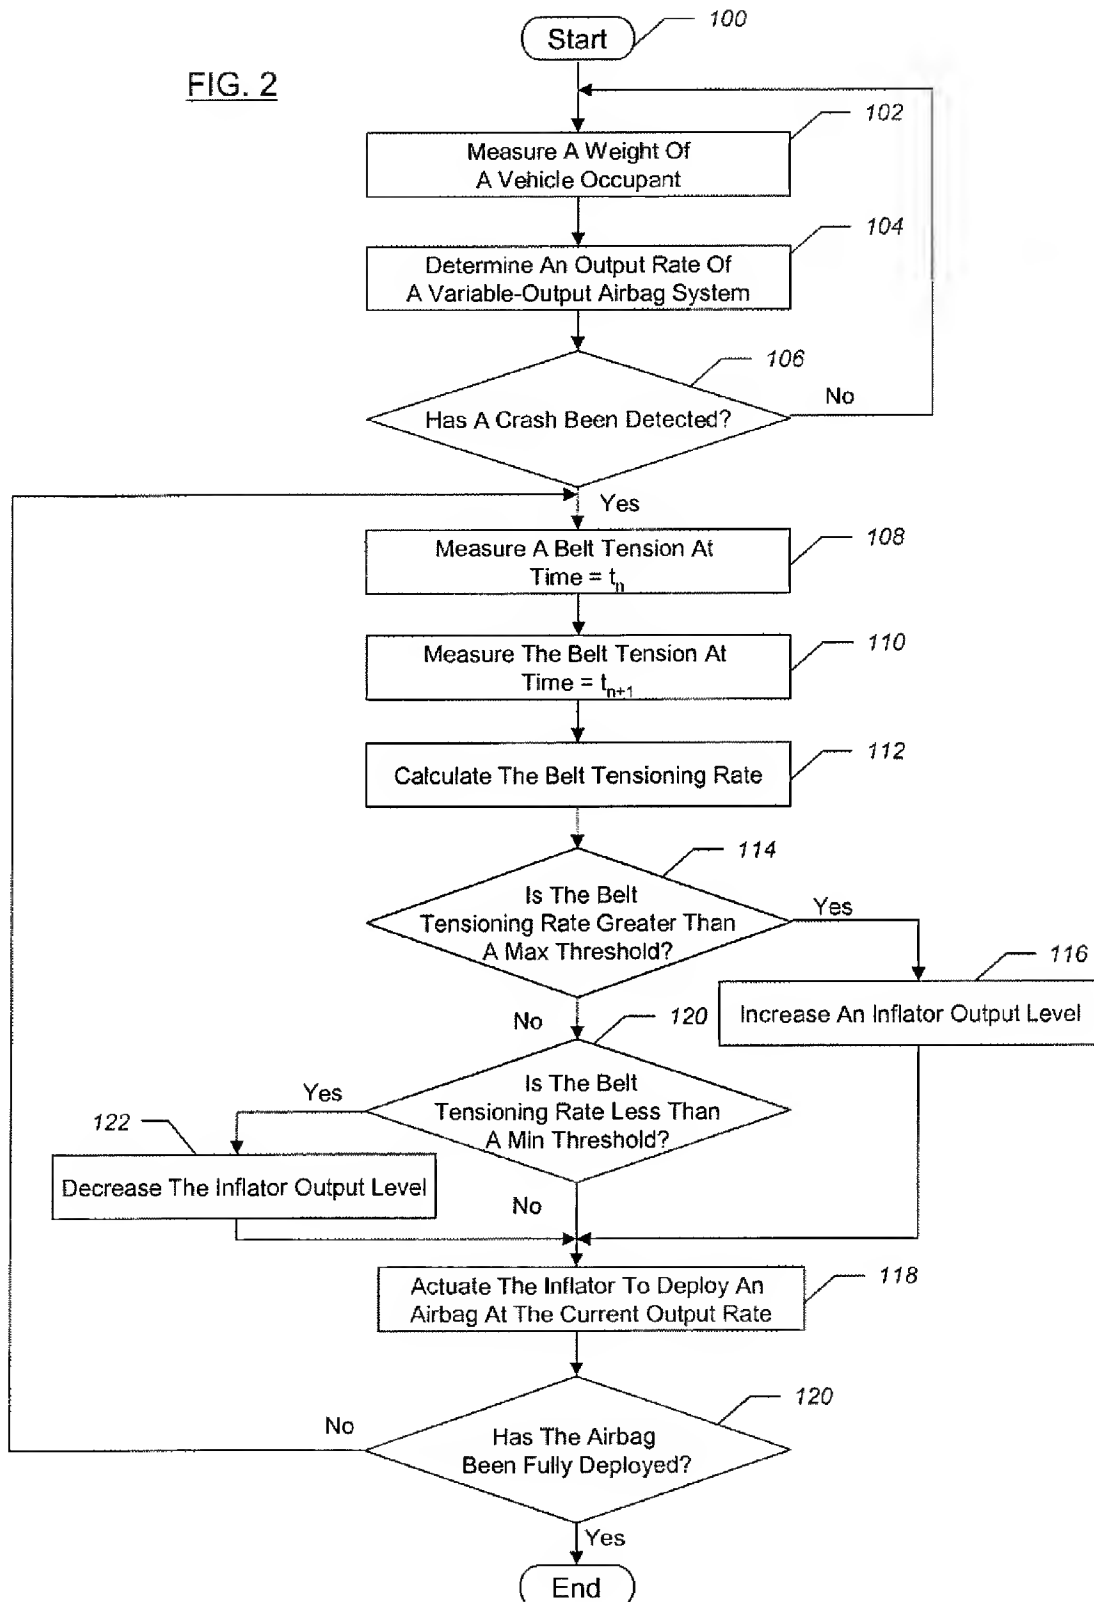 100
Start
FIG. 2
102
Measure A Weight Of
A Vehicle Occupant
104
Determine An Output Rate Of
A Variable-Output Airbag System
106
Has A Crash Been Detected?
No
Yes
108
Measure A Belt Tension At
Time = tn
110
Measure The Belt Tension At
Time = tn+1
112
Calculate The Belt Tensioning Rate
114
Is The Belt
Tensioning Rate Greater Than
A Max Threshold?
Yes
116
Increase An Inflator Output Level
No
120
Is The Belt
Tensioning Rate Less Than
A Min Threshold?
Yes
122
Decrease The Inflator Output Level
No
118
Actuate The Inflator To Deploy An
Airbag At The Current Output Rate
120
Has The Airbag
Been Fully Deployed?
No
Yes
End